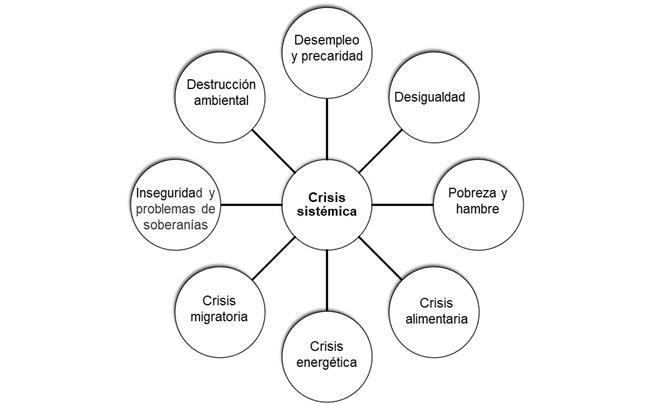 Desempleo
y precaridad
Destrucción
ambiental
Desigualdad
Inseguridad y
problemas de
soberanías
Crisis
sistémica
Pobreza y
hambre
Crisis
migratoria
Crisis
alimentaria
Crisis
energética